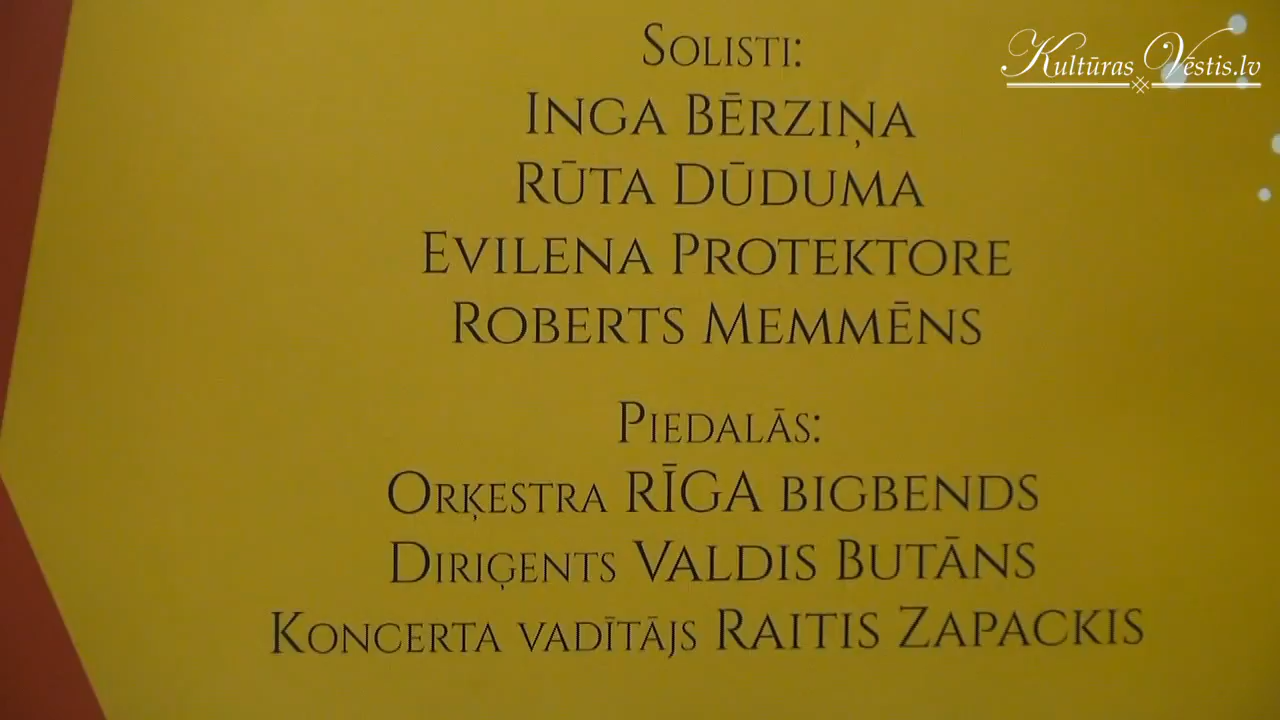 Kultūras Vēstis.lv
Solisti:
Inga Bērziņa
Rūta Dūduma
Evilena Protektore
Roberts Memmēns
Piedalās:
Orķestra RĪGA bigbends
Diriģents Valdis Butāns
Koncerta vadītājs Raitis Zapackis